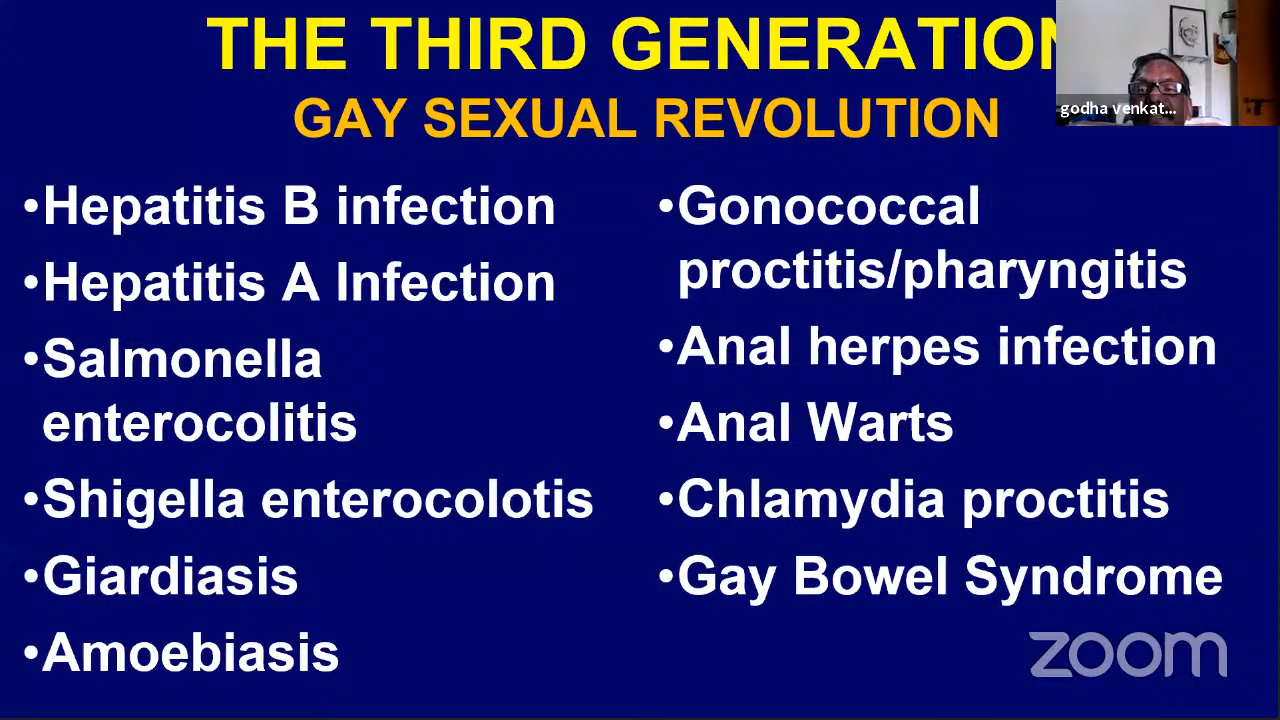 THE THIRD GENERATION
GAY SEXUAL REVOLUTION
godha venkat...
•Hepatitis B infection
•Hepatitis A Infection
•Salmonella
enterocolitis
•Shigella enterocolotis
•Giardiasis
•Amoebiasis
•Gonococcal
proctitis/pharyngitis
•Anal herpes infection
•Anal Warts
•Chlamydia proctitis
•Gay Bowel Syndrome
zoom